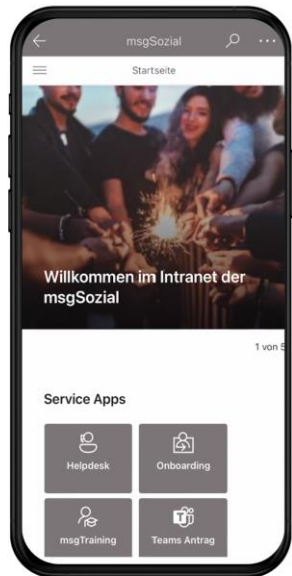 msgSozial
Startseite
Willkommen im Intranet der
msgSozial
1 von 5
Service Apps
Helpdesk
Onboarding
msgTraining
Teams Antrag